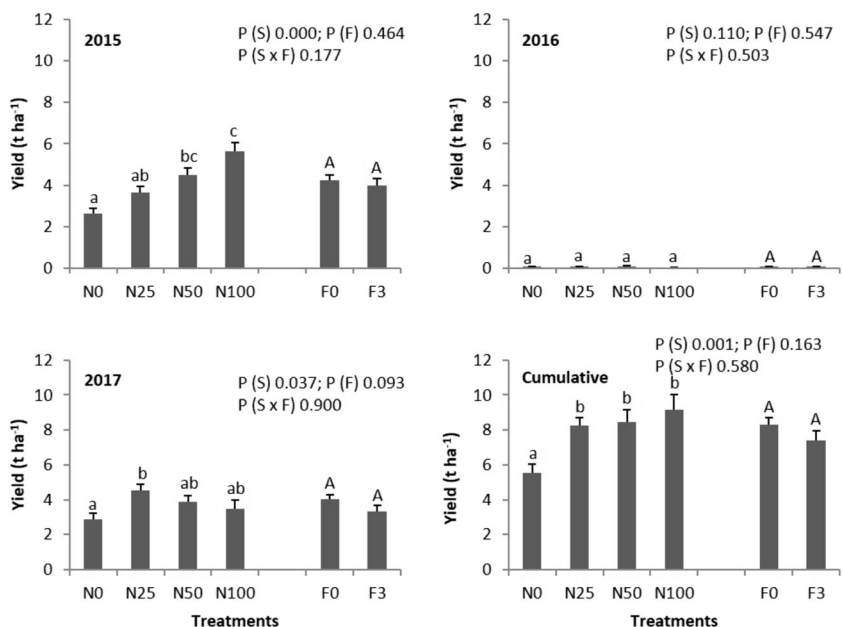 2015
P (S) 0.000; P (F) 0.464
P (S x F) 0.177
Yield (t ha⁻¹)
12
10
8
6
4
2
0
a
ab
bc
c
A
A
N0 N25 N50 N100 F0 F3
2016
P (S) 0.110; P (F) 0.547
P (S x F) 0.503
Yield (t ha⁻¹)
12
10
8
6
4
2
0
a
a
a
a
A
A
N0 N25 N50 N100 F0 F3
2017
P (S) 0.037; P (F) 0.093
P (S x F) 0.900
Yield (t ha⁻¹)
12
10
8
6
4
2
0
a
b
ab
ab
A
A
N0 N25 N50 N100 F0 F3
Treatments
Cumulative
P (S) 0.001; P (F) 0.163
P (S x F) 0.580
Yield (t ha⁻¹)
12
10
8
6
4
2
0
a
b
b
b
A
A
N0 N25 N50 N100 F0 F3
Treatments